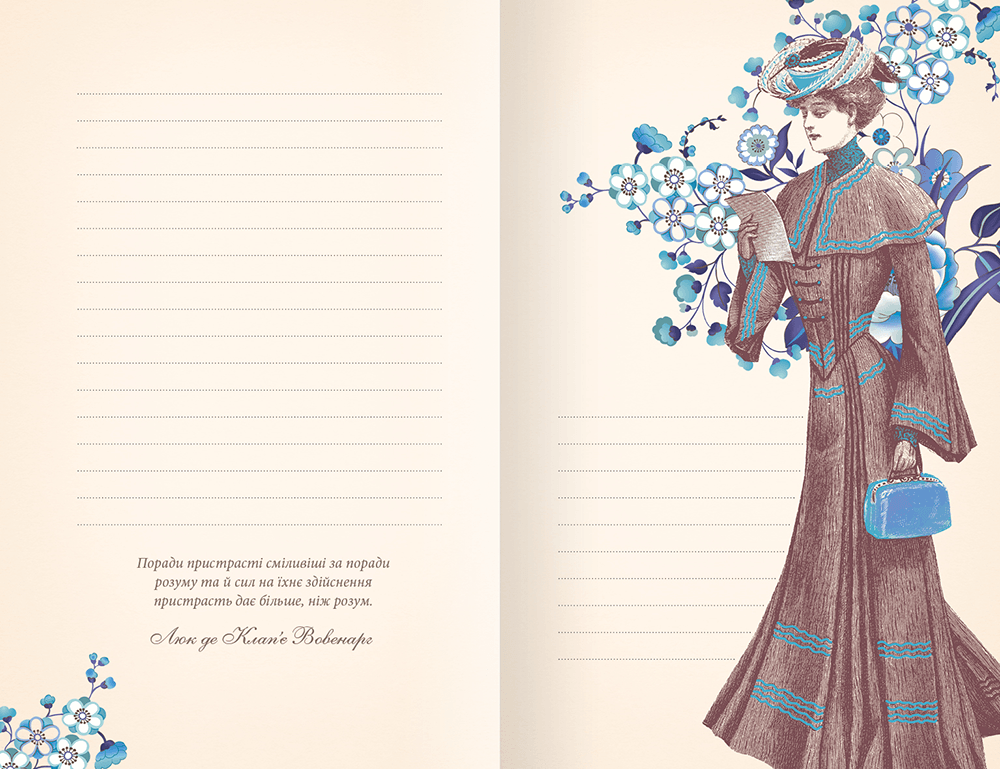 Поради пристрасті сміливіші за поради
розуму та й сил на їхнє здійснення
пристрасть дає більше, ніж розум.
Люк де Клап'є Вовенарг